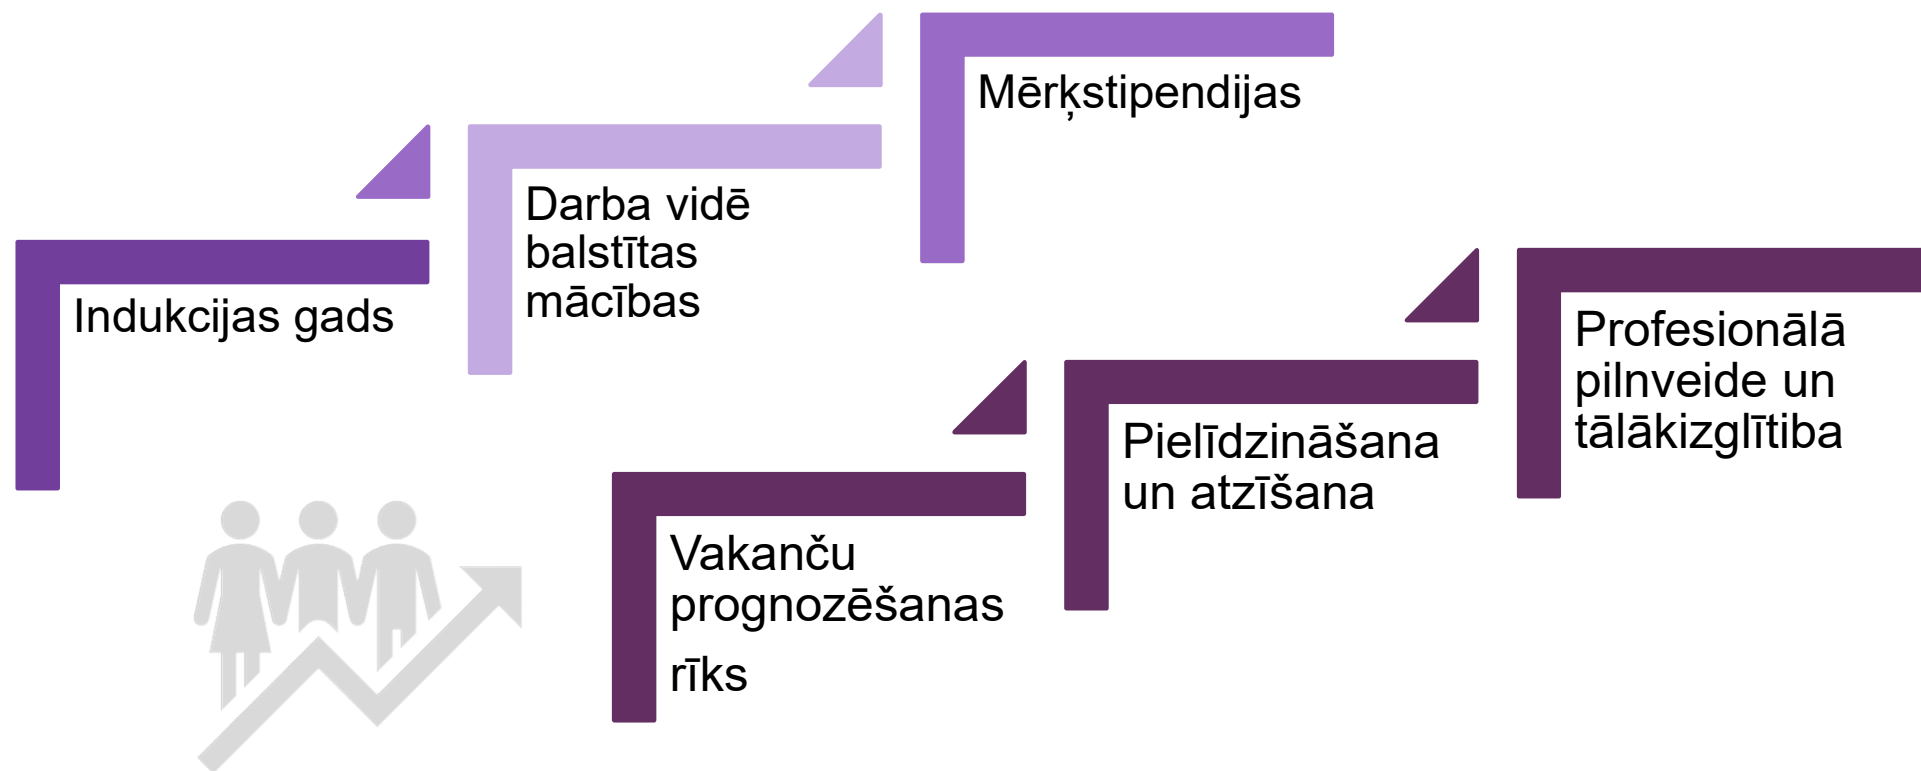 Mērķstipendijas
Darba vidē
balstītas
mācības
Indukcijas gads
Profesionālā
pilnveide un
tālākizglītiba
Pielīdzināšana
un atzīšana
Vakanču
prognozēšanas
rīks